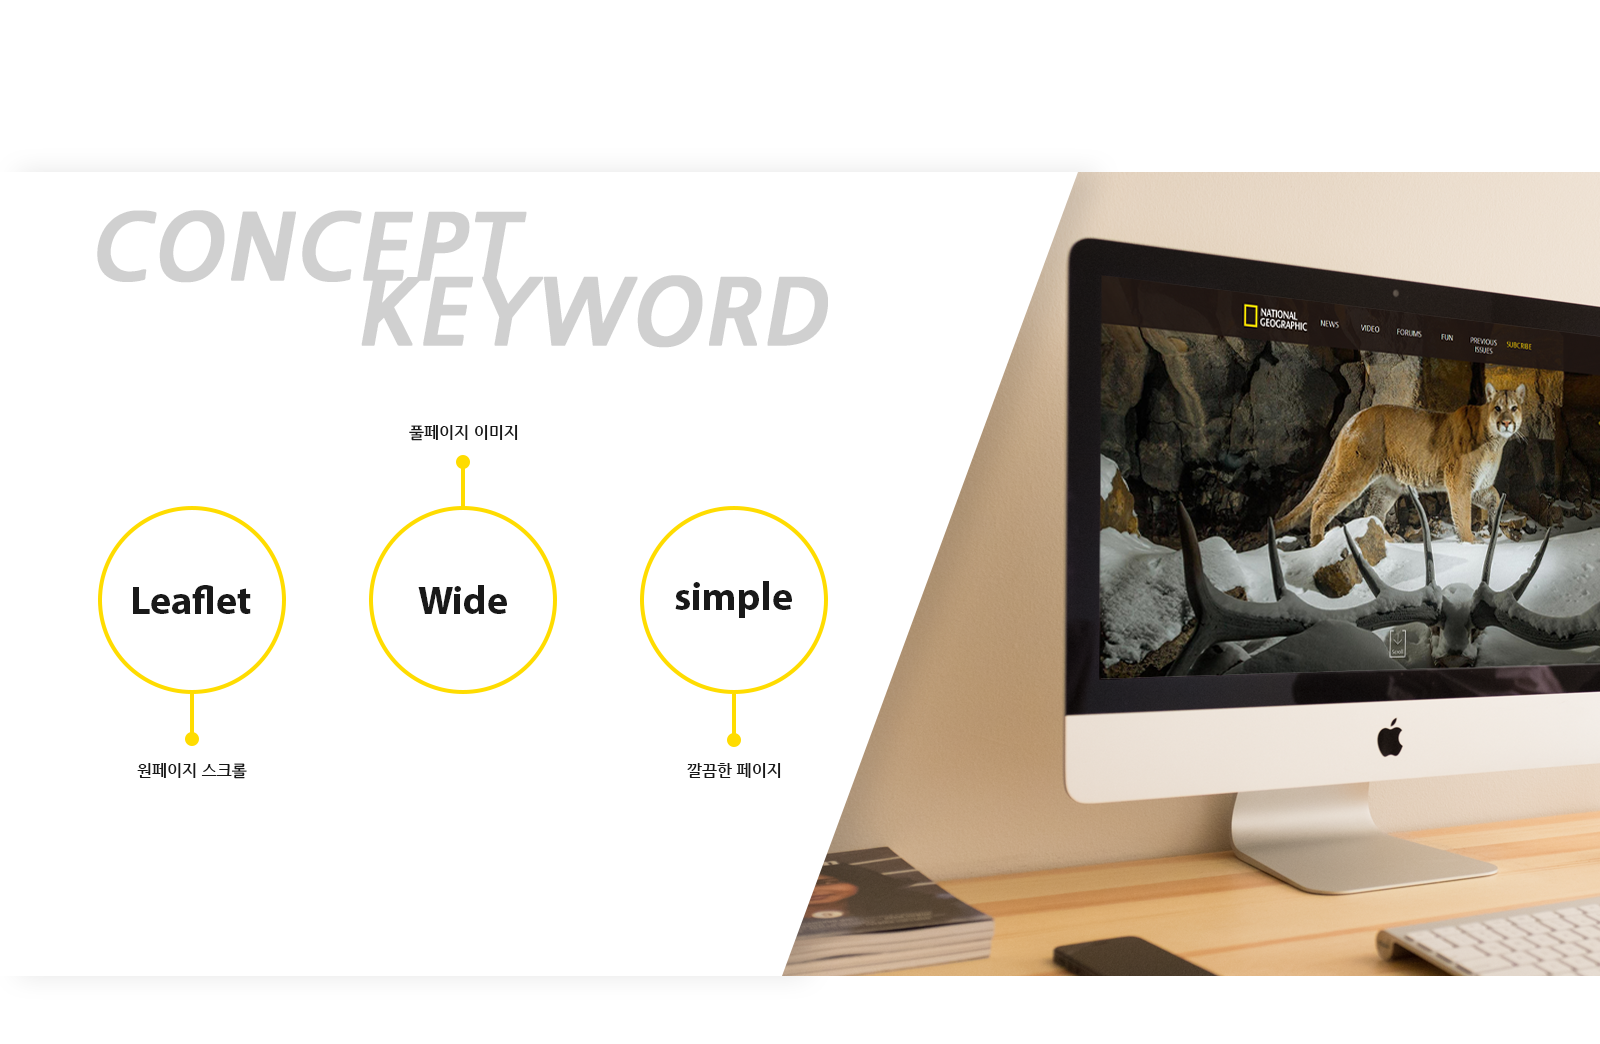 CONCEPT
KEYWORD
풀페이지 이미지
Leaflet
Wide
simple
원페이지 스크롤
깔끔한 페이지
NATIONAL
GEOGRAPHIC
NEWS
VIDEO
FORUMS
FUN
PREVIOUS
ISSUES
SUBCRIBE
Scroll